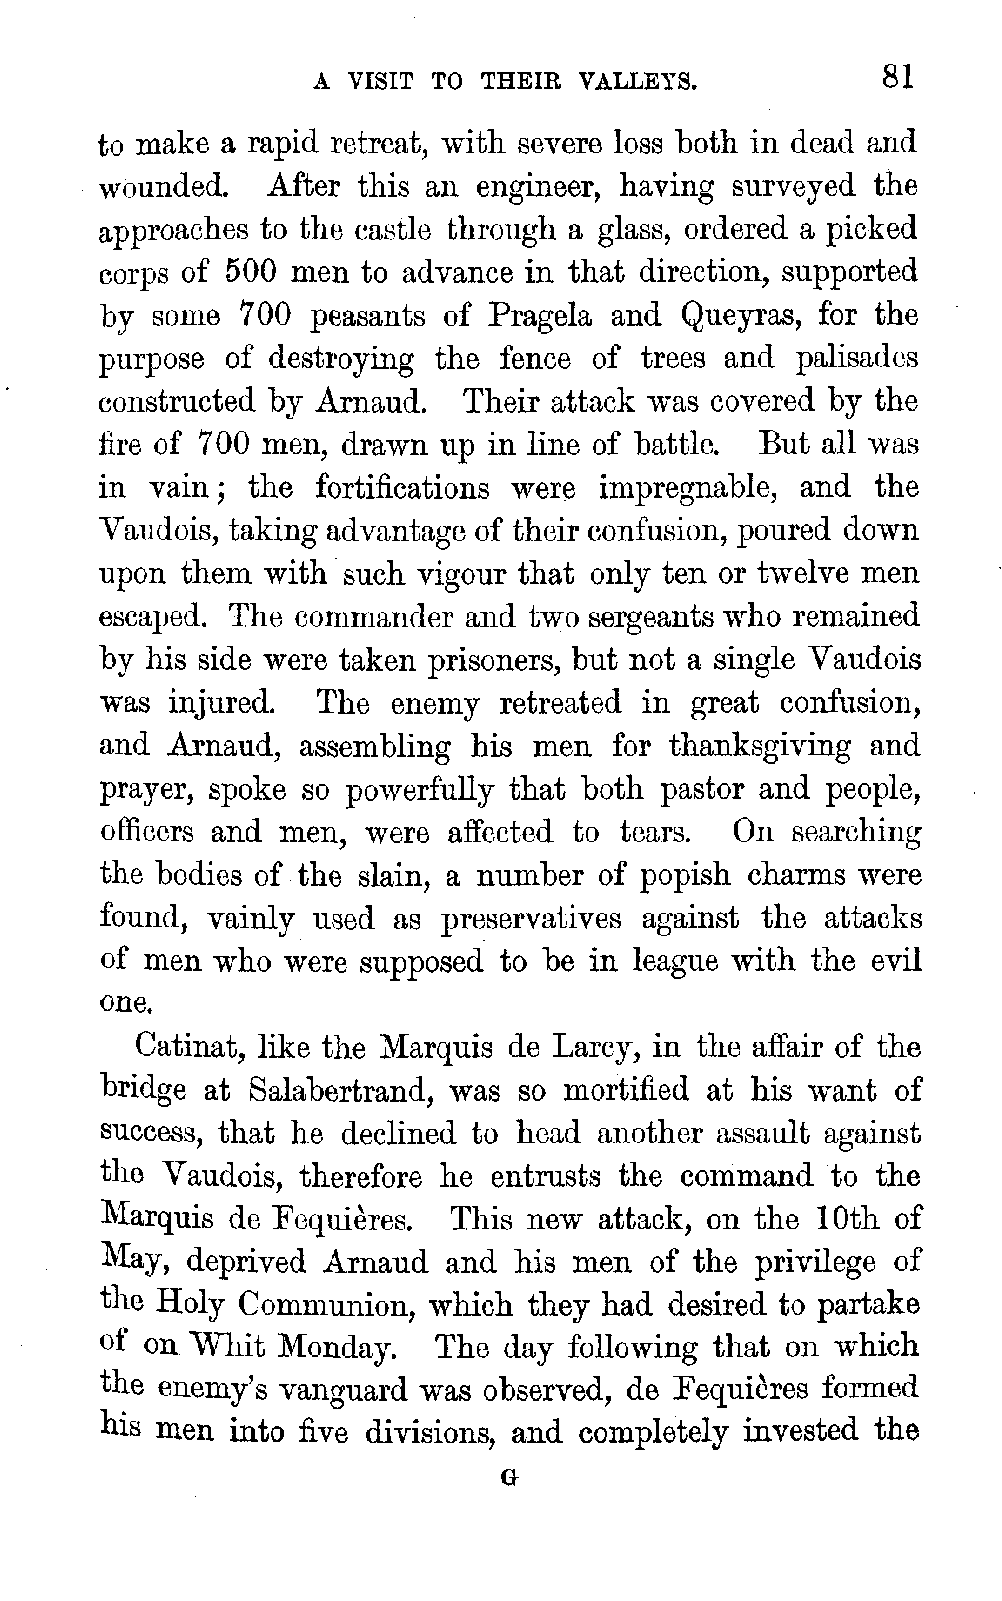 A VISIT TO THEIR VALLEYS. 81
to make a rapid retreat, with severe loss both in dead and
wounded. After this an engineer, having surveyed the
approaches to the castle through a glass, ordered a picked
corps of 500 men to advance in that direction, supported
by some 700 peasants of Pragela and Queyras, for the
purpose of destroying the fence of trees and palisades
constructed by Arnaud. Their attack was covered by the
fire of 700 men, drawn up in line of battle. But all was
in vain; the fortifications were impregnable, and the
Vaudois, taking advantage of their confusion, poured down
upon them with such vigour that only ten or twelve men
escaped. The commander and two sergeants who remained
by his side were taken prisoners, but not a single Vaudois
was injured. The enemy retreated in great confusion,
and Arnaud, assembling his men for thanksgiving and
prayer, spoke so powerfully that both pastor and people,
officers and men, were affected to tears. On searching
the bodies of the slain, a number of popish charms were
found, vainly used as preservatives against the attacks
of men who were supposed to be in league with the evil
one.
Catinat, like the Marquis de Larcy, in the affair of the
bridge at Salabertrand, was so mortified at his want of
success, that he declined to head another assault against
the Vaudois, therefore he entrusts the command to the
Marquis de Fequières. This new attack, on the 10th of
May, deprived Arnaud and his men of the privilege of
the Holy Communion, which they had desired to partake
of on Whit Monday. The day following that on which
the enemy's vanguard was observed, de Fequières formed
his men into five divisions, and completely invested the
G